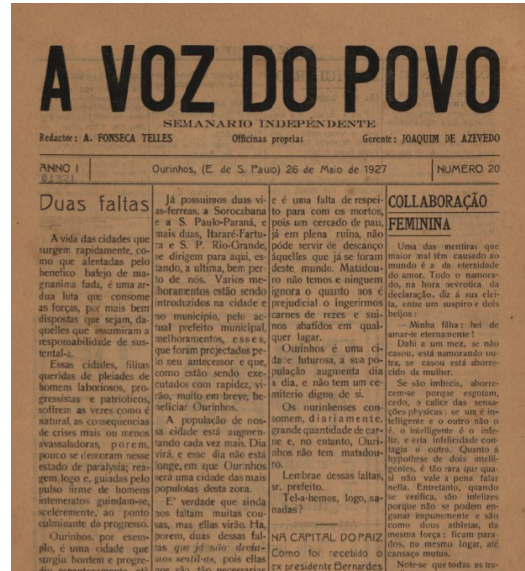 A VOZ DO POVO
SEMANARIO INDEPENDENTE
Redactor: A. FONSECA TELLES
Officinas proprias
Gerente: JOAQUIM DE AZEVEDO
ANNO I
Ourinhos, (E. de S. Paulo) 26 de Maio de 1927
NUMERO 20
Duas faltas
A vida das cidades que
surgem rapidamente, co-
mo que alentadas pelo
benefico bafejo de ma-
gnanima fada, é uma ar-
dua luta que consome
as forças, por mais bem
dispostas que sejam, da-
quelles que assumiram a
responsabilidade de sus-
tental-a.
Essas cidades, filhas
queridas de pleiades de
homens laboriosos, pro-
gressistas e patrioticos,
soffrem as vezes como é
natural, as consequencias
de crises mais ou menos
avassaladoras, porem,
pouco se demoram nesse
estado de paralysia; rea-
gem logo e, guiadas pelo
pulso firme de homens
intemeratos guindam-se,
sceleremente, ao ponto
culminante do progresso.
Ourinhos, por exem-
plo, é uma cidade que
surgiu hontem e progre-
Já possuimos duas vi-
as-ferreas, a Sorocabana
e a S. Paulo-Paraná, e
mais duas, Itararé-Fartu-
ra e S. P. Rio-Grande,
se dirigem para aqui, es-
tando, a ultima, bem per-
to de nós. Varios me-
lhoramentos estão sendo
introduzidos na cidade e
no municipio, pelo ac-
tual prefeito municipal,
melhoramentos, esses,
que foram projectados pe-
lo seu antecessor e que,
como estão sendo exe-
cutados com rapidez, vi-
rão, muito em breve, be-
neficiar Ourinhos.
A população de nos-
sa cidade está augmen-
tando cada vez mais. Dia
virá, e esse dia não está
longe, em que Ourinhos
será uma cidade das mais
populosas desta zona.
E' verdade que ainda
nos faltam muitas cou-
sas, mas ellas virão. Ha,
porem, duas dessas fal-
tas que já não devia-
mos sentil-as, pois ellas
nos são tão necessarias
e é uma falta de respei-
to para com os mortos,
pois um cercado de pau,
já em plena ruina, não
póde servir de descanço
áquelles que já se foram
deste mundo. Matadou-
ro não temos e ninguem
ignora o quanto nos é
prejudicial o ingerirmos
carnes de rezes e sui-
nos abatidos em qual-
quer lugar.
Ourinhos é uma ci-
dade futurosa, a sua po-
pulação augmenta dia
a dia, e não tem um ce-
miterio digno de si.
Os ourinhenses con-
somem, diariamente,
grande quantidade de car-
ne e, no entanto, Ouri-
nhos não tem matadou-
ro.
Lembrae dessas faltas,
sr. prefeito.
Tel-a-hemos, logo, sa-
nadas?
NA CAPITAL DO PAIZ
Como foi recebido o
ex presidente Bernardes
COLLABORAÇÃO
FEMININA
Uma das mentiras que
maior mal têm causado ao
mundo é a da eternidade
do amor. Todo o namora-
do, na hora nevrotica da
declaração, diz á sua elei-
ta, entre um suspiro e dois
beijos:
— Minha filha: hei de
amar-te eternamente!
Dahi a um mez, se não
casou, está namorando ou-
tra, se casou está aborre-
cido da mulher.
Se são imbecis, aborre-
cem-se porque esgotam,
cedo, o calice das sensa-
ções physicas: se um é in-
telligente e o outro não o
é, o intelligente é o infe-
liz, e esta infelicidade con-
tagia o outro. Quanto á
hypothese de dois intelli-
gentes, é tão rara que qua-
si não vale a pena falar
nella. Entretanto, quando
se verifica, são infelizes
porque não se podem en-
ganar impunemente e são
como dous athletas, da
mesma força: ficam para-
dos, no mesmo logar, até
cansaço mutuo.
Note-se que todas as tra-